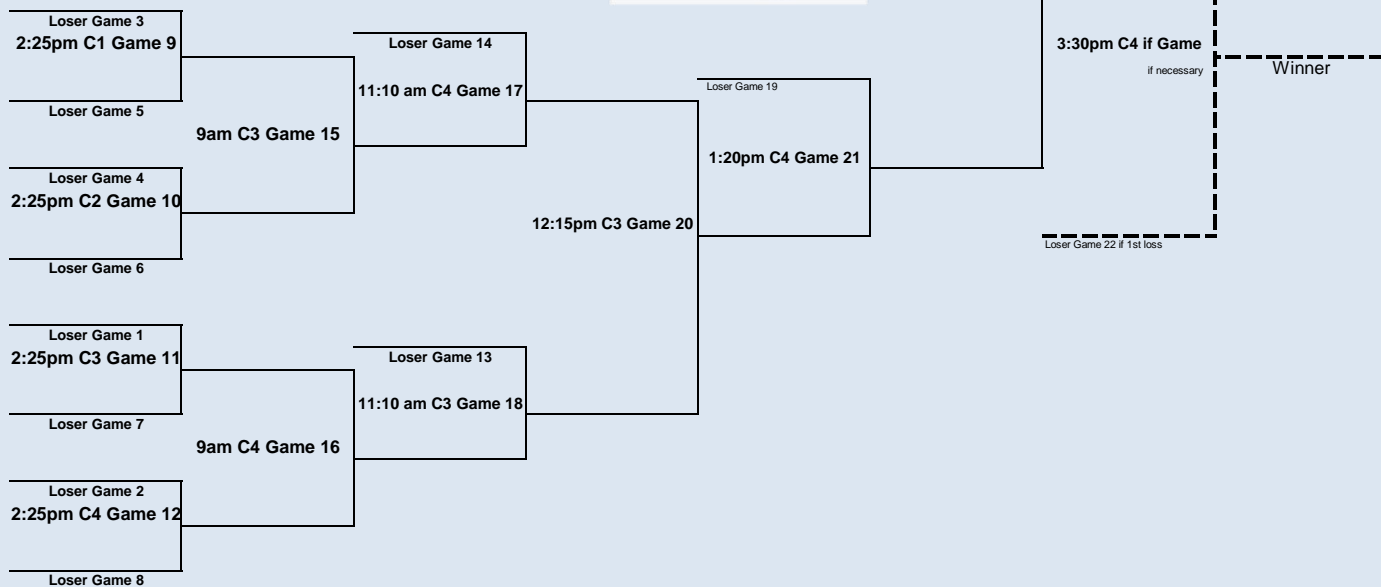 Loser Game 3
2:25pm C1 Game 9
Loser Game 5
Loser Game 4
2:25pm C2 Game 10
Loser Game 6
Loser Game 1
2:25pm C3 Game 11
Loser Game 7
Loser Game 2
2:25pm C4 Game 12
Loser Game 8
9am C3 Game 15
9am C4 Game 16
Loser Game 14
11:10 am C4 Game 17
Loser Game 13
11:10 am C3 Game 18
12:15pm C3 Game 20
Loser Game 19
1:20pm C4 Game 21
3:30pm C4 if Game
if necessary
Loser Game 22 if 1st loss
Winner